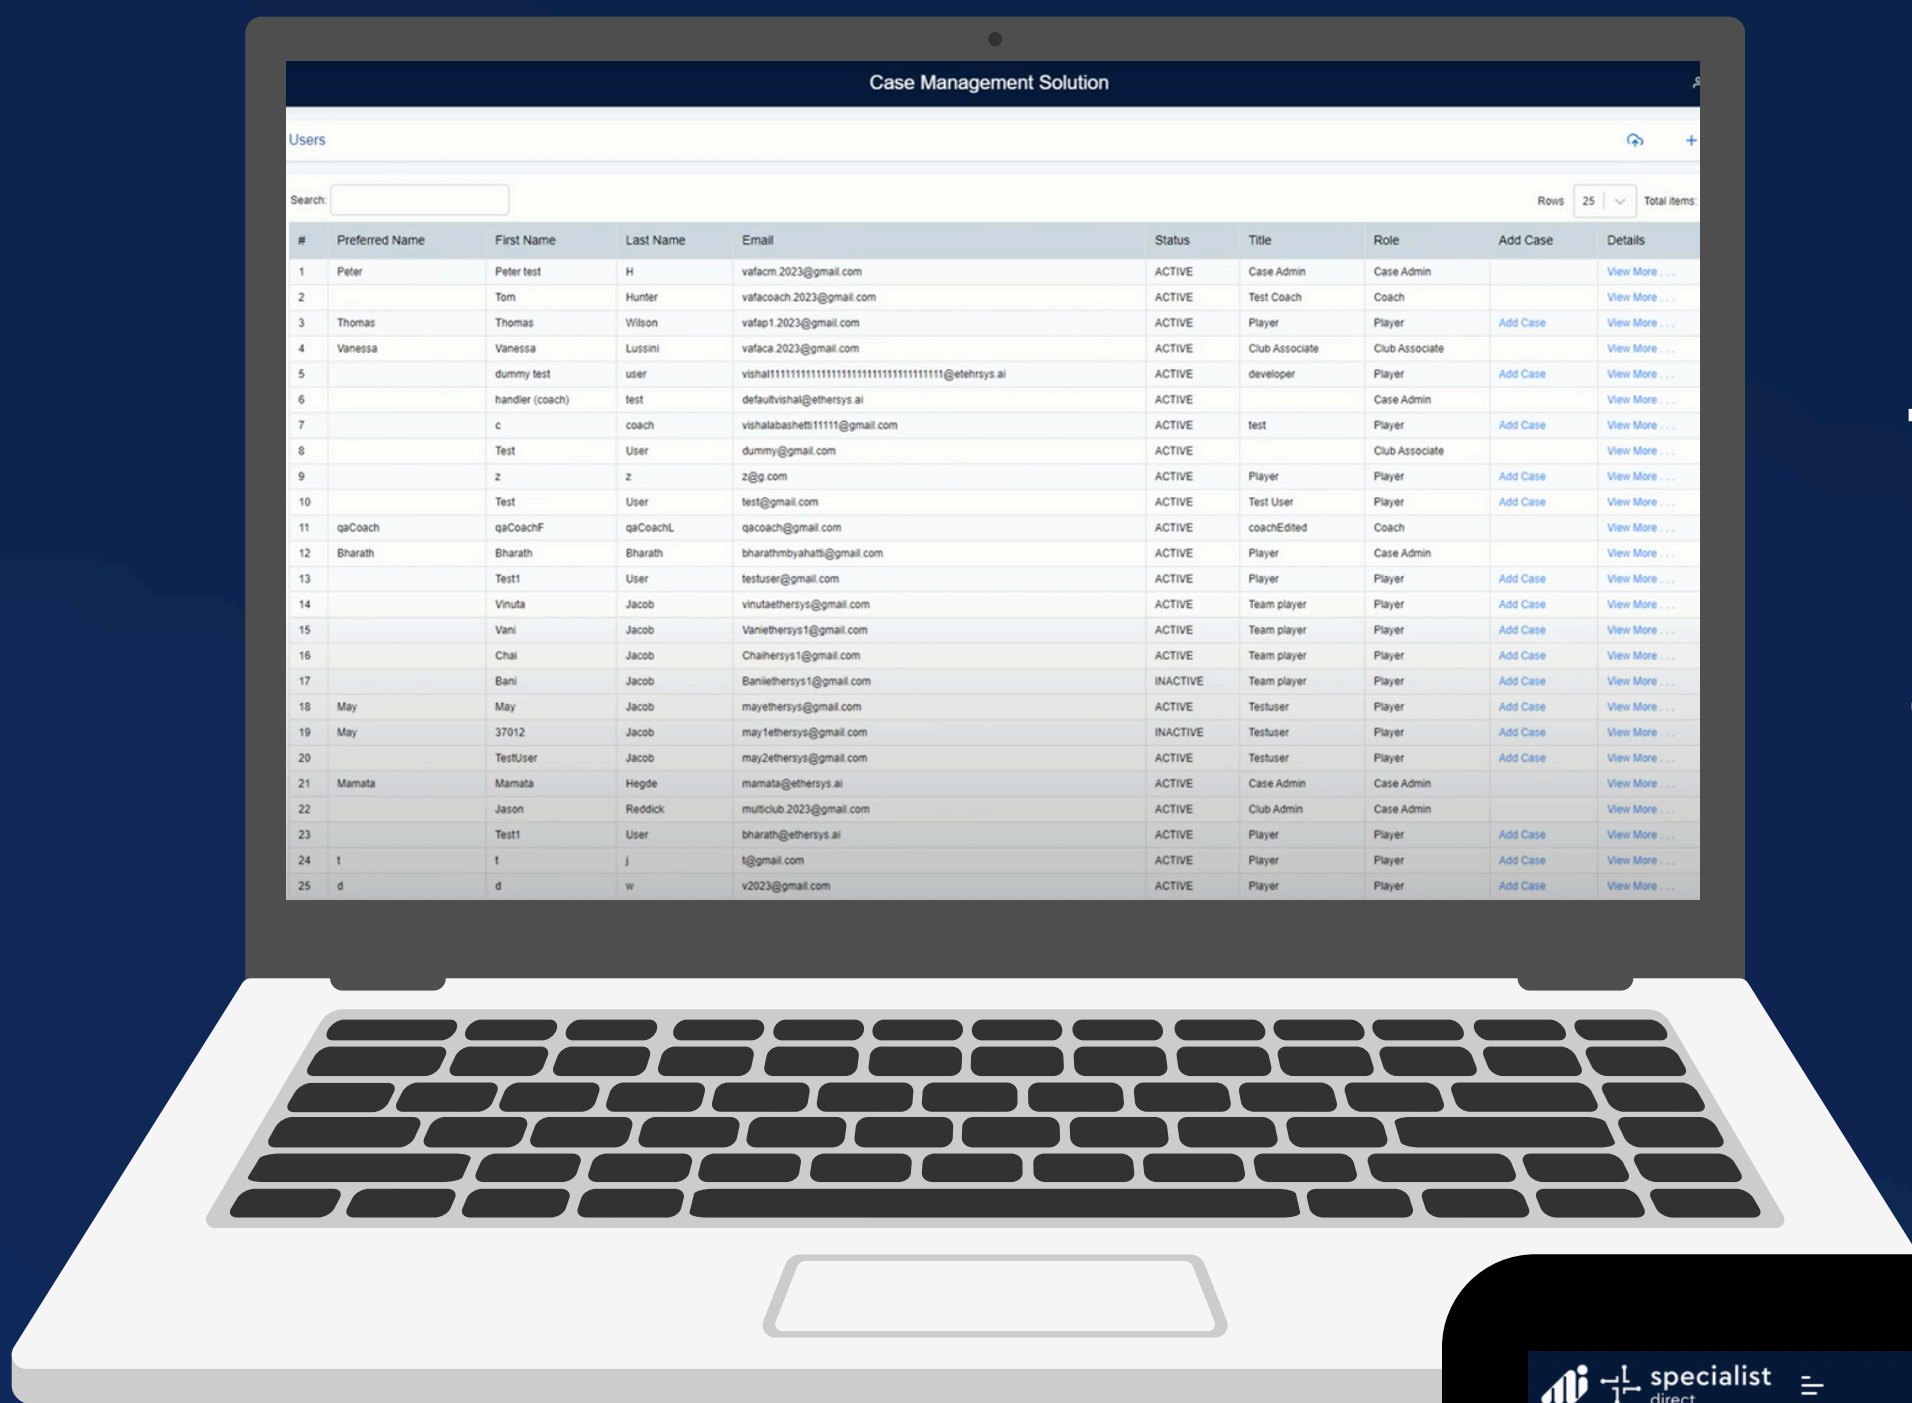 Case Management Solution
Users
Search: Rows 25 Total items:
# Preferred Name First Name Last Name Email Status Title Role Add Case Details
1 Peter Peter test H vafacm.2023@gmail.com ACTIVE Case Admin Case Admin View More . . .
2 Tom Hunter vafacoach.2023@gmail.com ACTIVE Test Coach Coach View More . . .
3 Thomas Thomas Wilson vafap1.2023@gmail.com ACTIVE Player Player Add Case View More . . .
4 Vanessa Vanessa Lussini vafaca.2023@gmail.com ACTIVE Club Associate Club Associate View More . . .
5 dummy test user ACTIVE developer Player Add Case View More . . .
6 handler (coach) test defaultvishal@ethersys.ai ACTIVE Case Admin View More . . .
7 c coach vishalabashetti11111@gmail.com ACTIVE test Player Add Case View More . . .
8 Test User dummy@gmail.com ACTIVE Club Associate View More . . .
9 z z z@g.com ACTIVE Player Player Add Case View More . . .
10 Test User test@gmail.com ACTIVE Test User Player Add Case View More . . .
11 qaCoach qaCoachF qaCoachL qacoach@gmail.com ACTIVE coachEdited Coach View More . . .
12 Bharath Bharath Bharath bharathmbyahatti@gmail.com ACTIVE Player Case Admin View More . . .
13 Test1 User testuser@gmail.com ACTIVE Player Player Add Case View More . . .
14 Vinuta Jacob vinutaethersys@gmail.com ACTIVE Team player Player Add Case View More . . .
15 Vani Jacob Vaniethersys1@gmail.com ACTIVE Team player Player Add Case View More . . .
16 Chai Jacob Chaihersys1@gmail.com ACTIVE Team player Player Add Case View More . . .
17 Bani Jacob Baniiethersys1@gmail.com INACTIVE Team player Player Add Case View More . . .
18 May May Jacob mayethersys@gmail.com ACTIVE Testuser Player Add Case View More . . .
19 May 37012 Jacob may1ethersys@gmail.com INACTIVE Testuser Player Add Case View More . . .
20 TestUser Jacob may2ethersys@gmail.com ACTIVE Testuser Player Add Case View More . . .
21 Mamata Mamata Hegde mamata@ethersys.ai ACTIVE Case Admin Case Admin View More . . .
22 Jason Reddick multiclub.2023@gmail.com ACTIVE Club Admin Case Admin View More . . .
23 Test1 User bharath@ethersys.ai ACTIVE Player Player Add Case View More . . .
24 t t j t@gmail.com ACTIVE Player Player Add Case View More . . .
25 d d w v2023@gmail.com ACTIVE Player Player Add Case View More . . .
specialist
direct